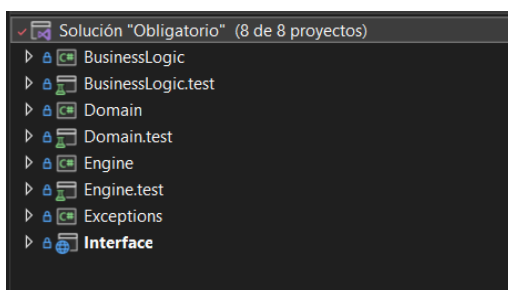 Solución "Obligatorio" (8 de 8 proyectos)
C# BusinessLogic
BusinessLogic.test
C# Domain
Domain.test
C# Engine
Engine.test
C# Exceptions
Interface